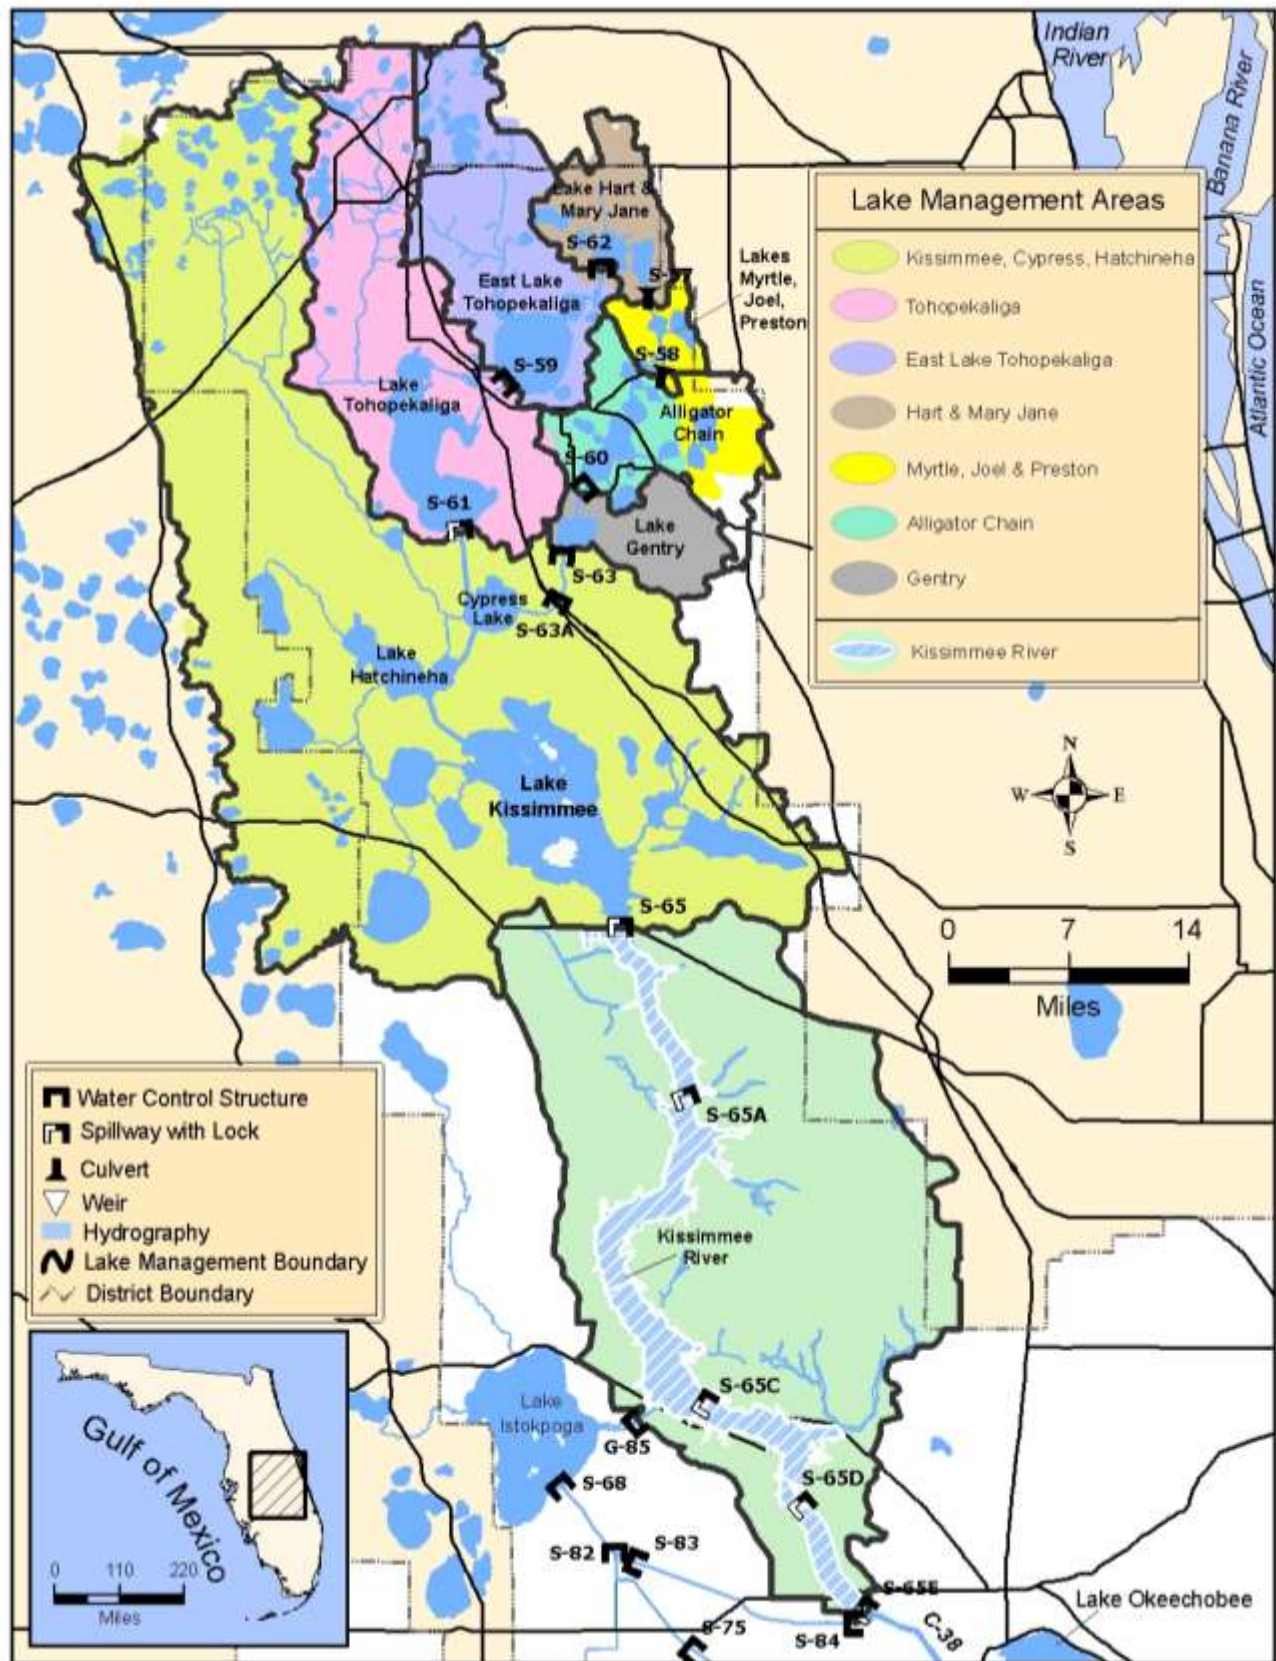 Indian
River
Banana River
Atlantic Ocean
Lake Hart &
Mary Jane
S-62
S-57
Lakes
Myrtle,
Joel,
Preston
East Lake
Tohopekaliga
S-58
S-59
Lake
Tohopekaliga
Alligator
Chain
S-60
S-61
Lake
Gentry
S-63
Cypress
Lake
S-63A
Lake
Hatchineha
Lake
Kissimmee
S-65
Lake Management Areas
Kissimmee, Cypress, Hatchineha
Tohopekaliga
East Lake Tohopekaliga
Hart & Mary Jane
Myrtle, Joel & Preston
Alligator Chain
Gentry
Kissimmee River
N
W E
S
0 7 14
Miles
S-65A
Kissimmee
River
Water Control Structure
Spillway with Lock
Culvert
Weir
Hydrography
Lake Management Boundary
District Boundary
Gulf of Mexico
0 110 220
Miles
Lake
Istokpoga
S-65C
G-85
S-68
S-65D
S-82
S-83
S-65E
S-84
S-75
C-38
Lake Okeechobee